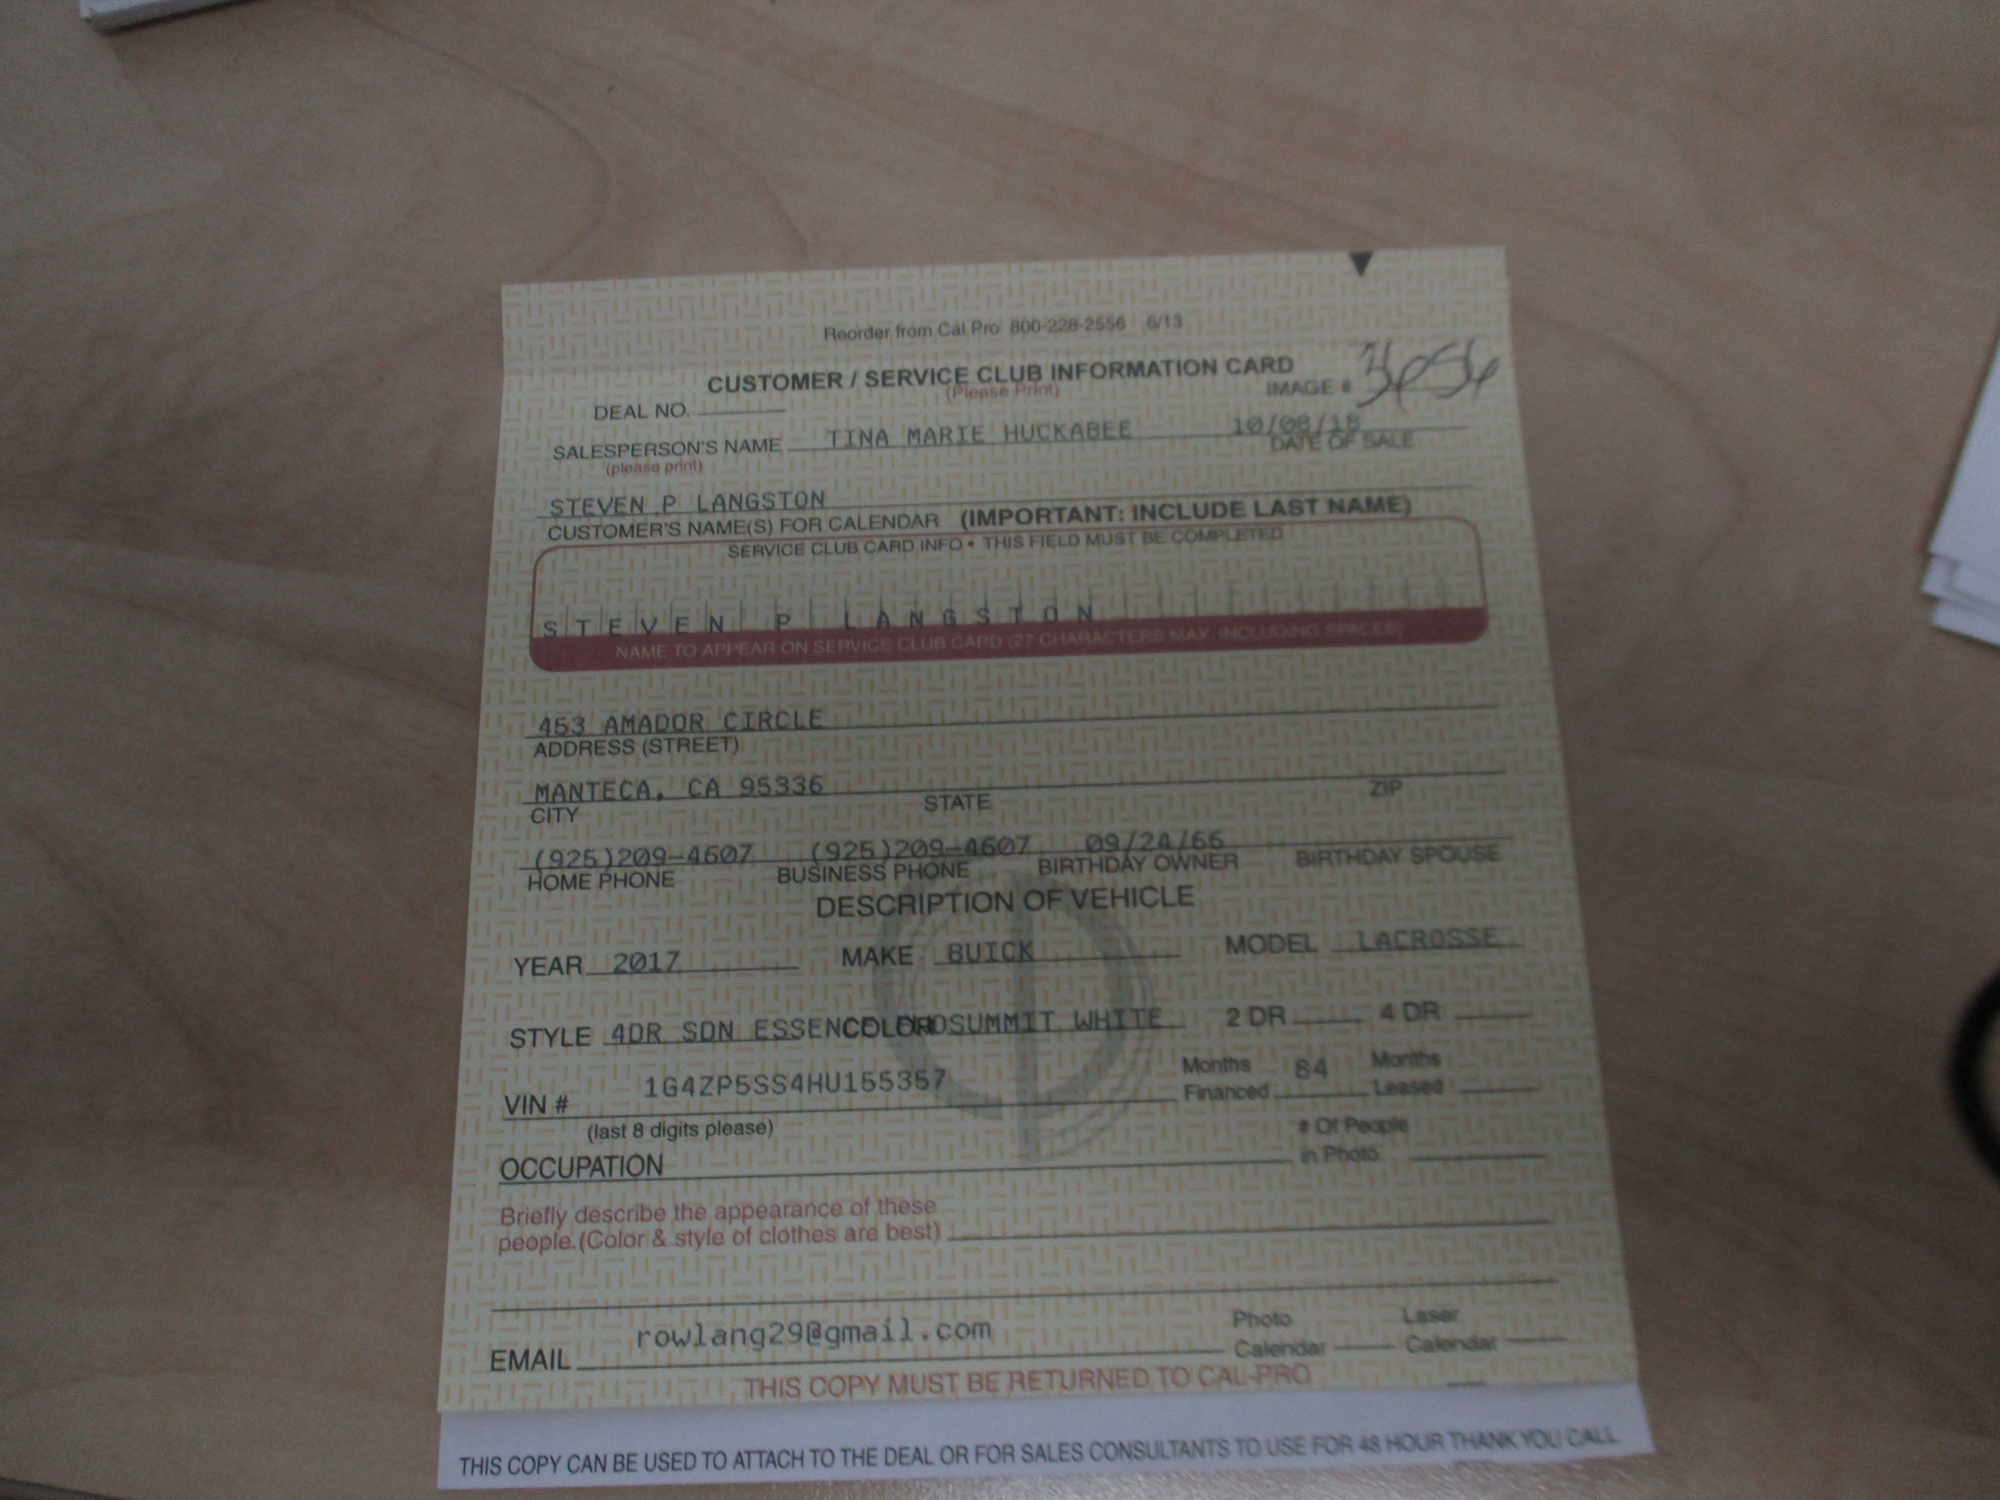 Reorder from Cal Pro 800-228-2556 6/13
CUSTOMER / SERVICE CLUB INFORMATION CARD
(Please Print)
IMAGE #
DEAL NO.
SALESPERSON'S NAME TINA MARIE HUCKABEE 10/08/18
(please print) DATE OF SALE
STEVEN P LANGSTON
CUSTOMER'S NAME(S) FOR CALENDAR (IMPORTANT: INCLUDE LAST NAME)
SERVICE CLUB CARD INFO • THIS FIELD MUST BE COMPLETED
STEVEN P LANGSTON
NAME TO APPEAR ON SERVICE CLUB CARD (27 CHARACTERS MAX. INCLUDING SPACES)
453 AMADOR CIRCLE
ADDRESS (STREET)
MANTECA, CA 95336
CITY STATE ZIP
(925)209-4607 (925)209-4607 09/24/66
HOME PHONE BUSINESS PHONE BIRTHDAY OWNER BIRTHDAY SPOUSE
DESCRIPTION OF VEHICLE
YEAR 2017 MAKE BUICK MODEL LACROSSE
STYLE 4DR SDN ESSEN COLOR SUMMIT WHITE 2 DR 4 DR
VIN # 1G4ZP5SS4HU155357 Months Financed 84 Months Leased
(last 8 digits please)
OCCUPATION # Of People in Photo
Briefly describe the appearance of these
people.(Color & style of clothes are best)
EMAIL rowlang29@gmail.com Photo Calendar Laser Calendar
THIS COPY MUST BE RETURNED TO CAL-PRO
THIS COPY CAN BE USED TO ATTACH TO THE DEAL OR FOR SALES CONSULTANTS TO USE FOR 48 HOUR THANK YOU CALL